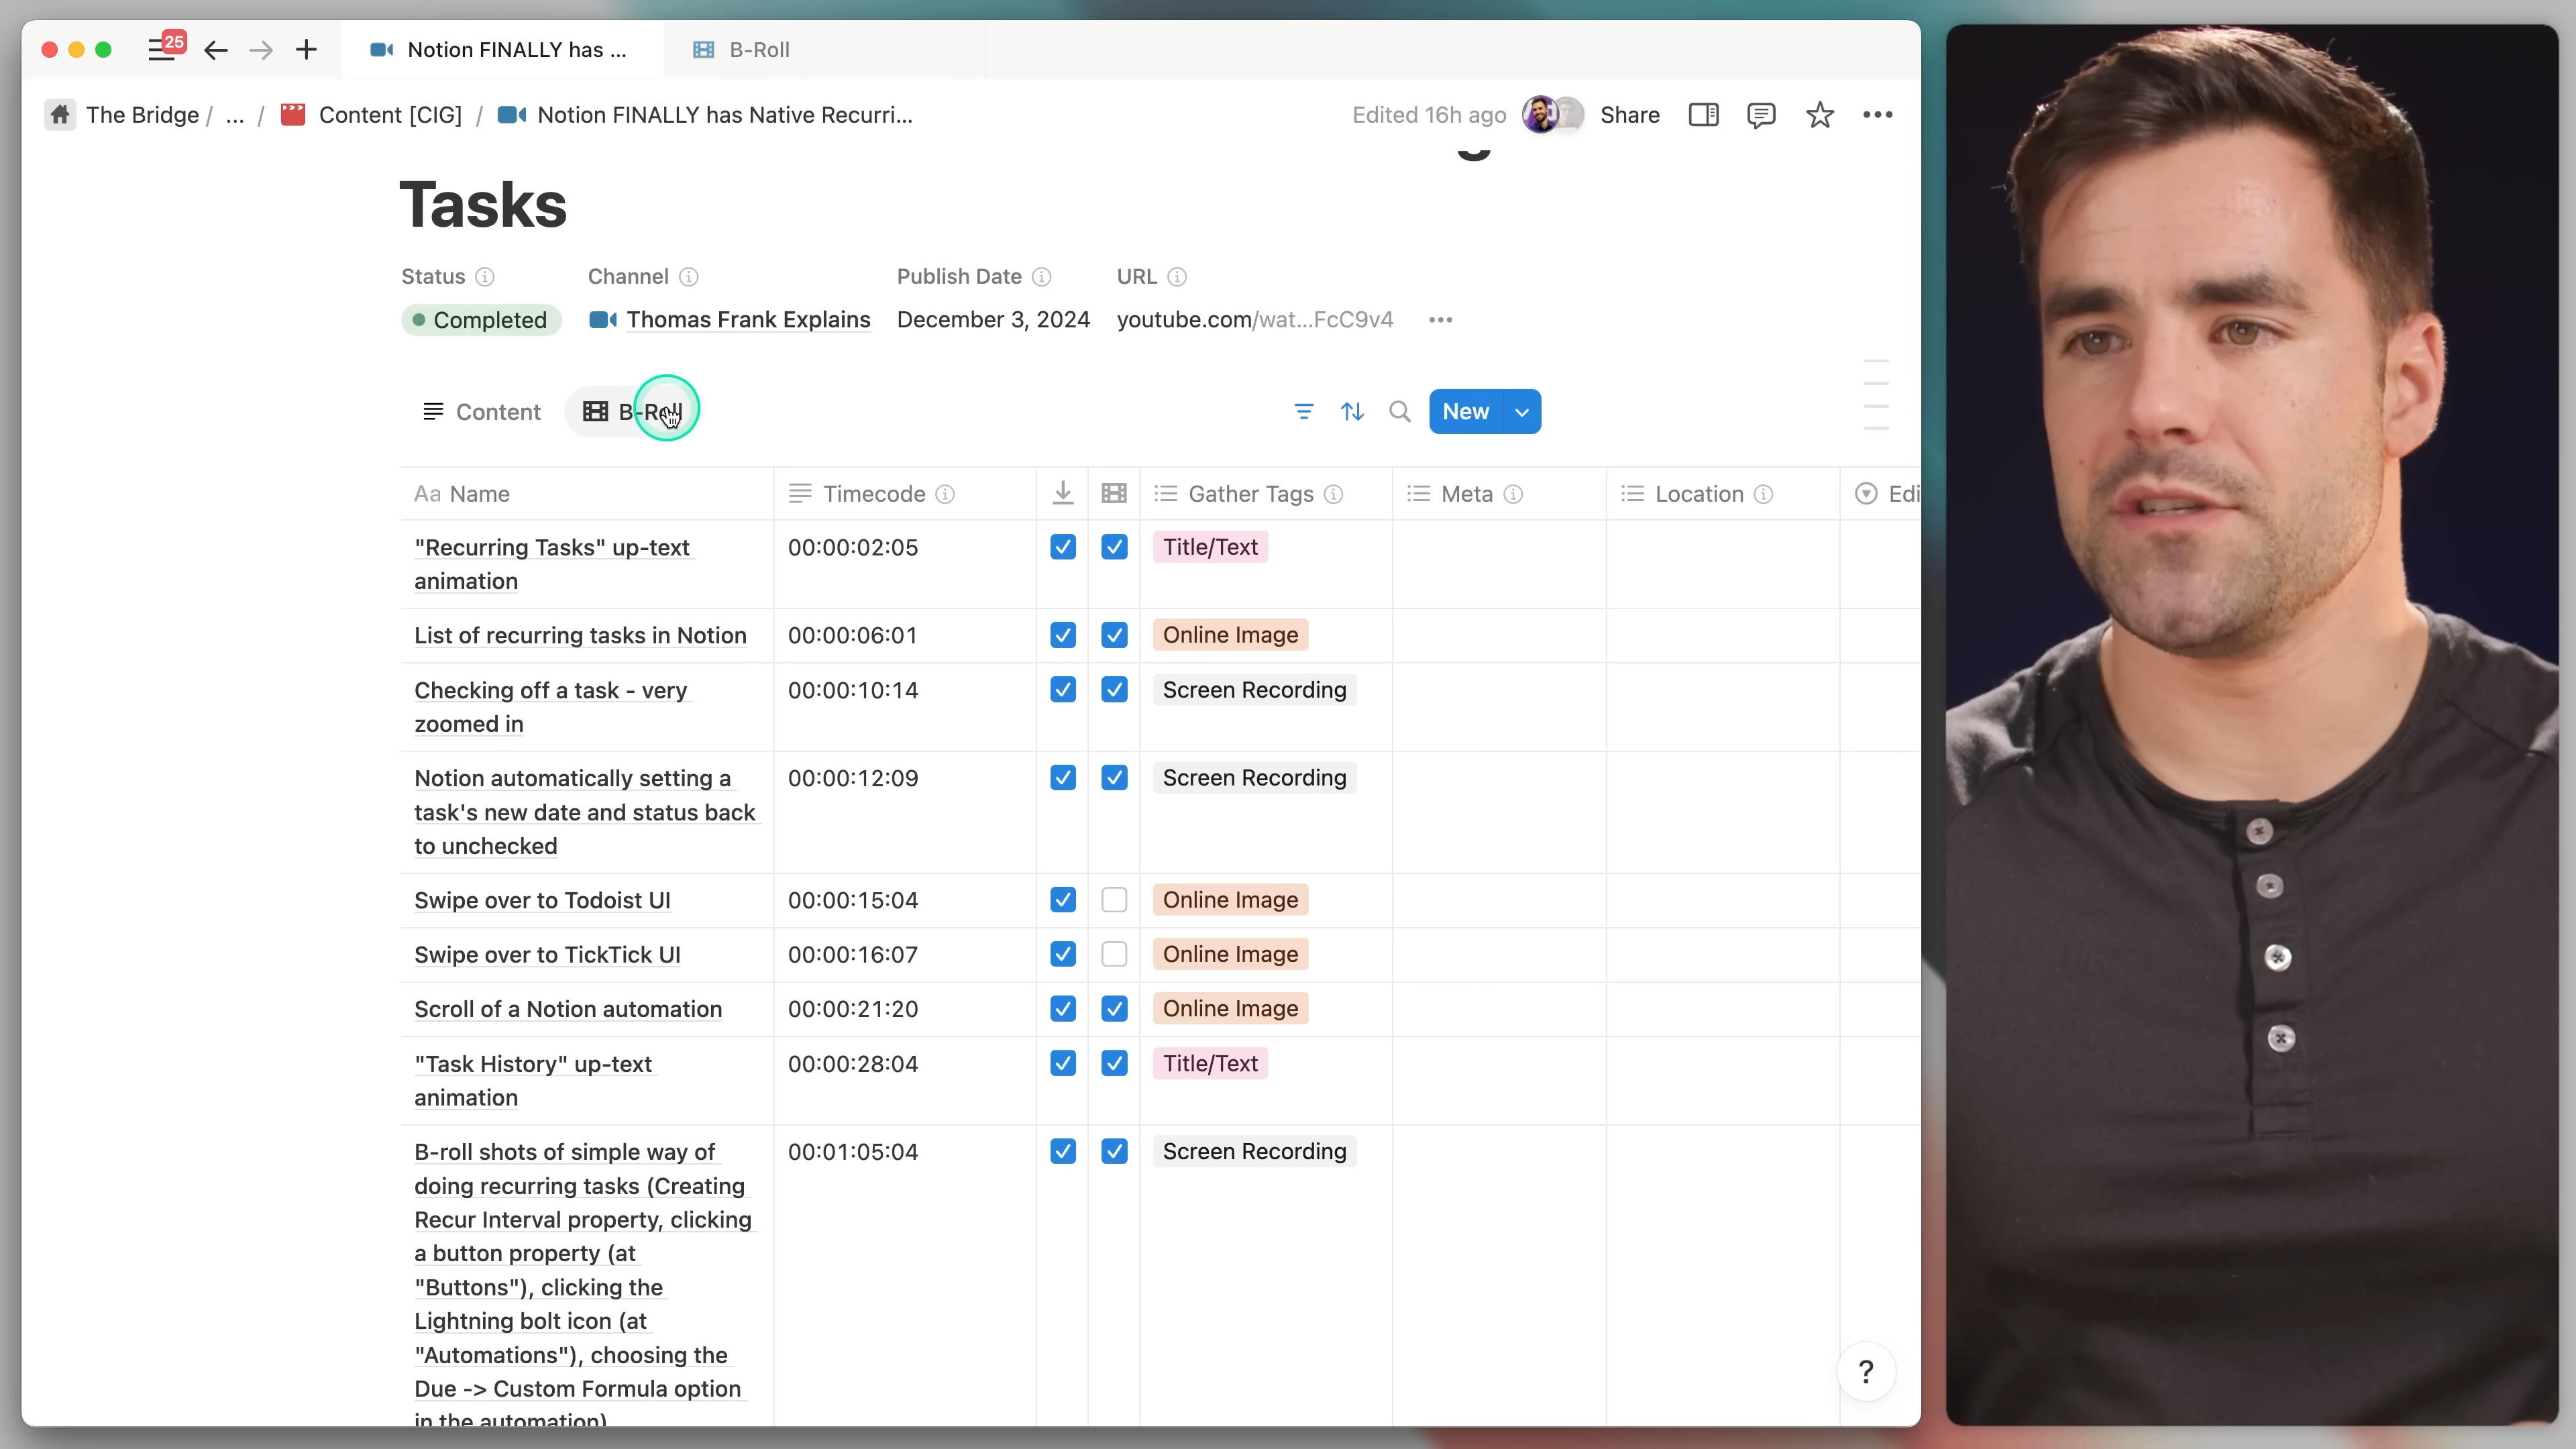 25
Notion FINALLY has ...
B-Roll
The Bridge / ... / Content [CIG] / Notion FINALLY has Native Recurri...
Edited 16h ago
Share
Tasks
Status
Channel
Publish Date
URL
Completed
Thomas Frank Explains
December 3, 2024
youtube.com/wat...FcC9v4
Content
B-Roll
New
Aa Name
Timecode
Gather Tags
Meta
Location
Edi
"Recurring Tasks" up-text
animation
00:00:02:05
Title/Text
List of recurring tasks in Notion
00:00:06:01
Online Image
Checking off a task - very
zoomed in
00:00:10:14
Screen Recording
Notion automatically setting a
task's new date and status back
to unchecked
00:00:12:09
Screen Recording
Swipe over to Todoist UI
00:00:15:04
Online Image
Swipe over to TickTick UI
00:00:16:07
Online Image
Scroll of a Notion automation
00:00:21:20
Online Image
"Task History" up-text
animation
00:00:28:04
Title/Text
B-roll shots of simple way of
doing recurring tasks (Creating
Recur Interval property, clicking
a button property (at
"Buttons"), clicking the
Lightning bolt icon (at
"Automations"), choosing the
Due -> Custom Formula option
in the automation)
00:01:05:04
Screen Recording
?